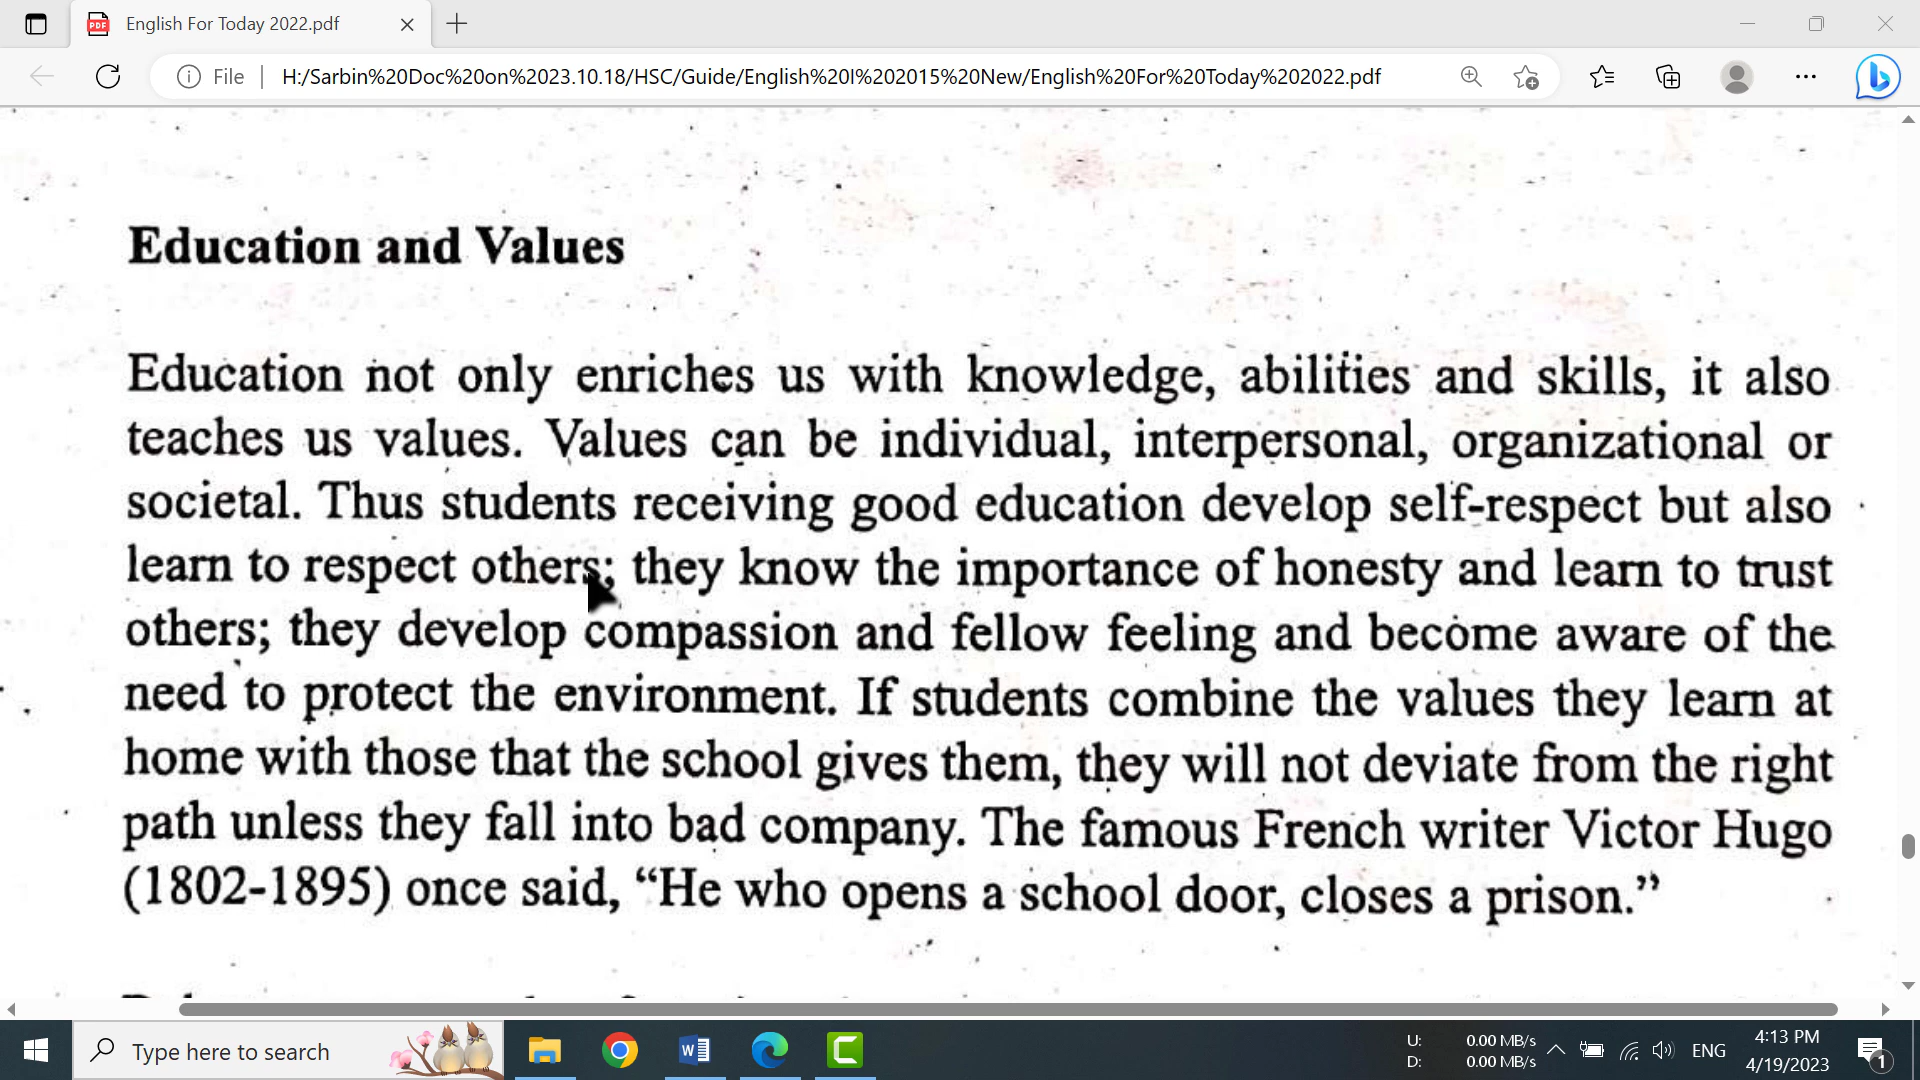 English For Today 2022.pdf
File
H:/Sarbin%20Doc%20on%2023.10.18/HSC/Guide/English%20I%202015%20New/English%20For%20Today%202022.pdf
Education and Values
Education not only enriches us with knowledge, abilities and skills, it also
teaches us values. Values can be individual, interpersonal, organizational or
societal. Thus students receiving good education develop self-respect but also
learn to respect others; they know the importance of honesty and learn to trust
others; they develop compassion and fellow feeling and become aware of the
need to protect the environment. If students combine the values they learn at
home with those that the school gives them, they will not deviate from the right
path unless they fall into bad company. The famous French writer Victor Hugo
(1802-1895) once said, “He who opens a school door, closes a prison.”
Type here to search
U: 0.00 MB/s
D: 0.00 MB/s
ENG
4:13 PM
4/19/2023
1